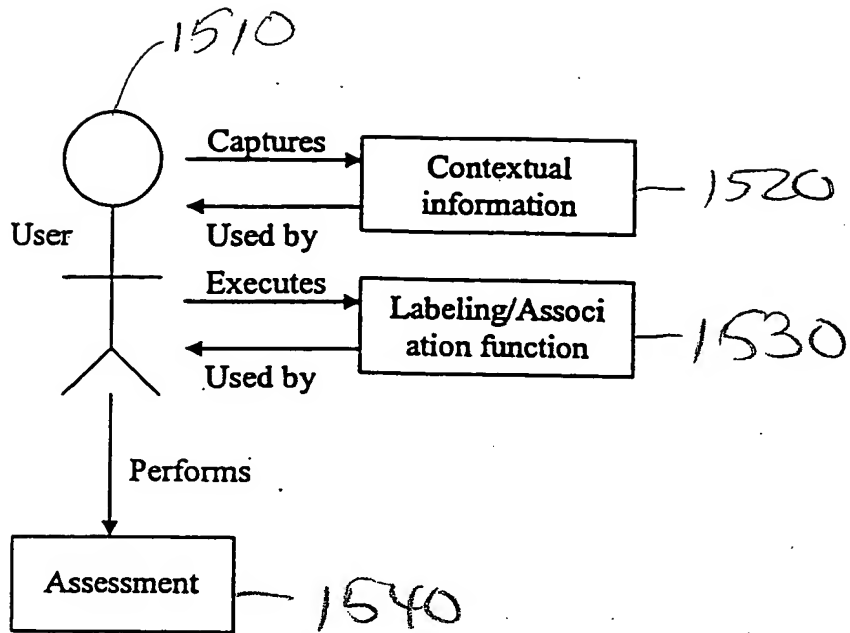 1510
Captures
Contextual
information
1520
User
Used by
Executes
Labeling/Associ
ation function
1530
Used by
Performs
Assessment
1540